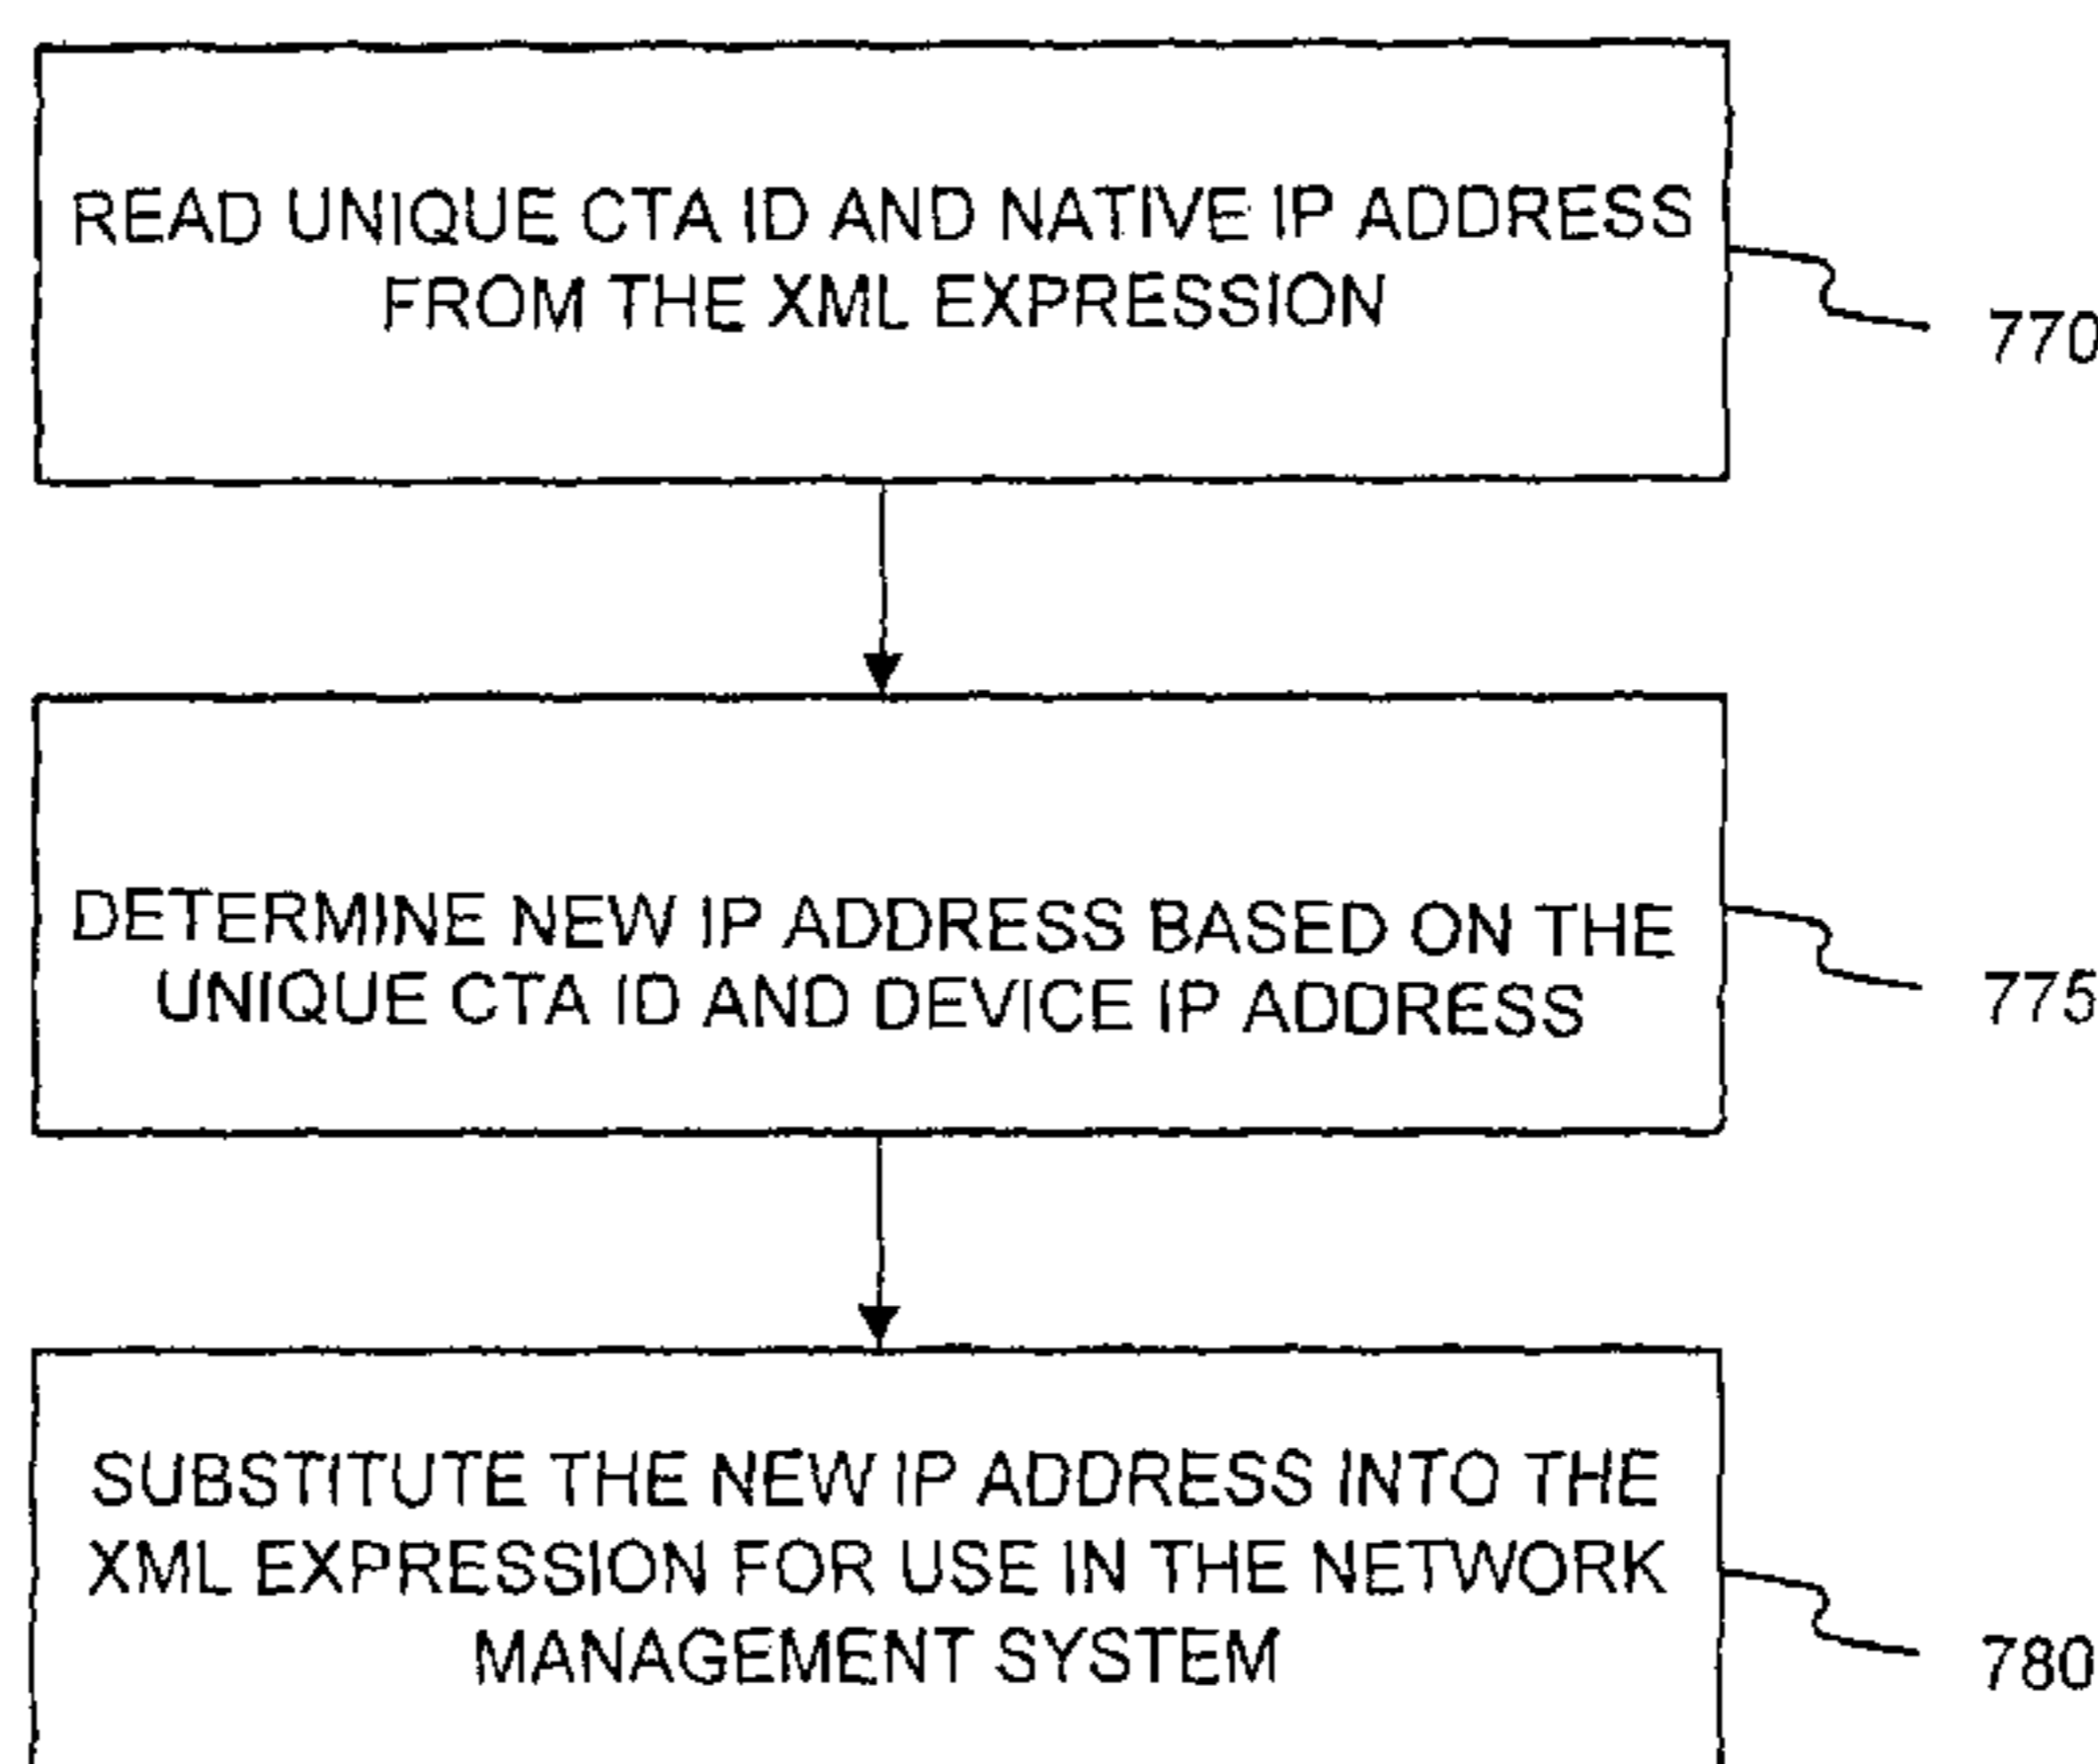 READ UNIQUE CTA ID AND NATIVE IP ADDRESS
FROM THE XML EXPRESSION
770
DETERMINE NEW IP ADDRESS BASED ON THE
UNIQUE CTA ID AND DEVICE IP ADDRESS
775
SUBSTITUTE THE NEW IP ADDRESS INTO THE
XML EXPRESSION FOR USE IN THE NETWORK
MANAGEMENT SYSTEM
780